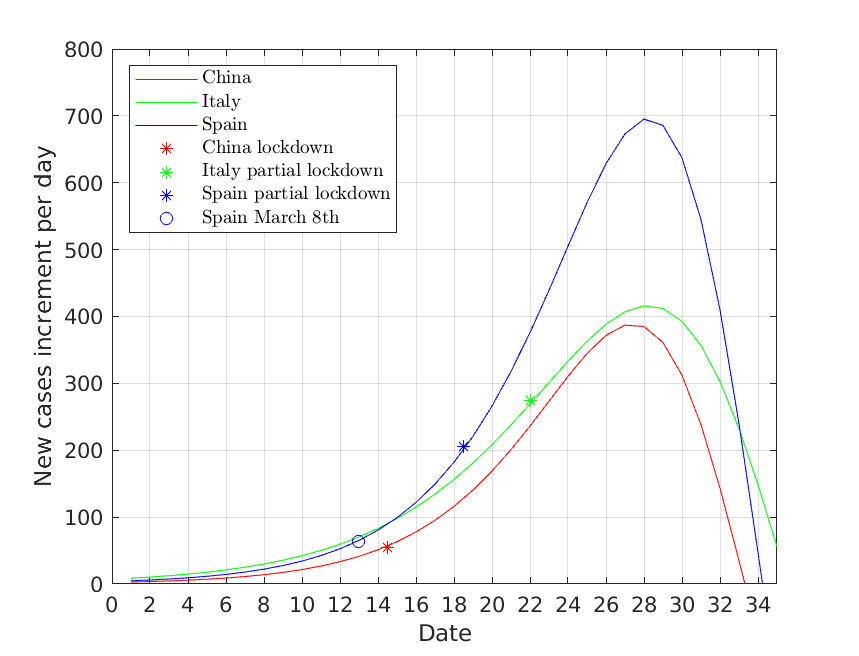 800
700
600
500
400
300
200
100
0
New cases increment per day
China
Italy
Spain
China lockdown
Italy partial lockdown
Spain partial lockdown
Spain March 8th
0 2 4 6 8 10 12 14 16 18 20 22 24 26 28 30 32 34
Date